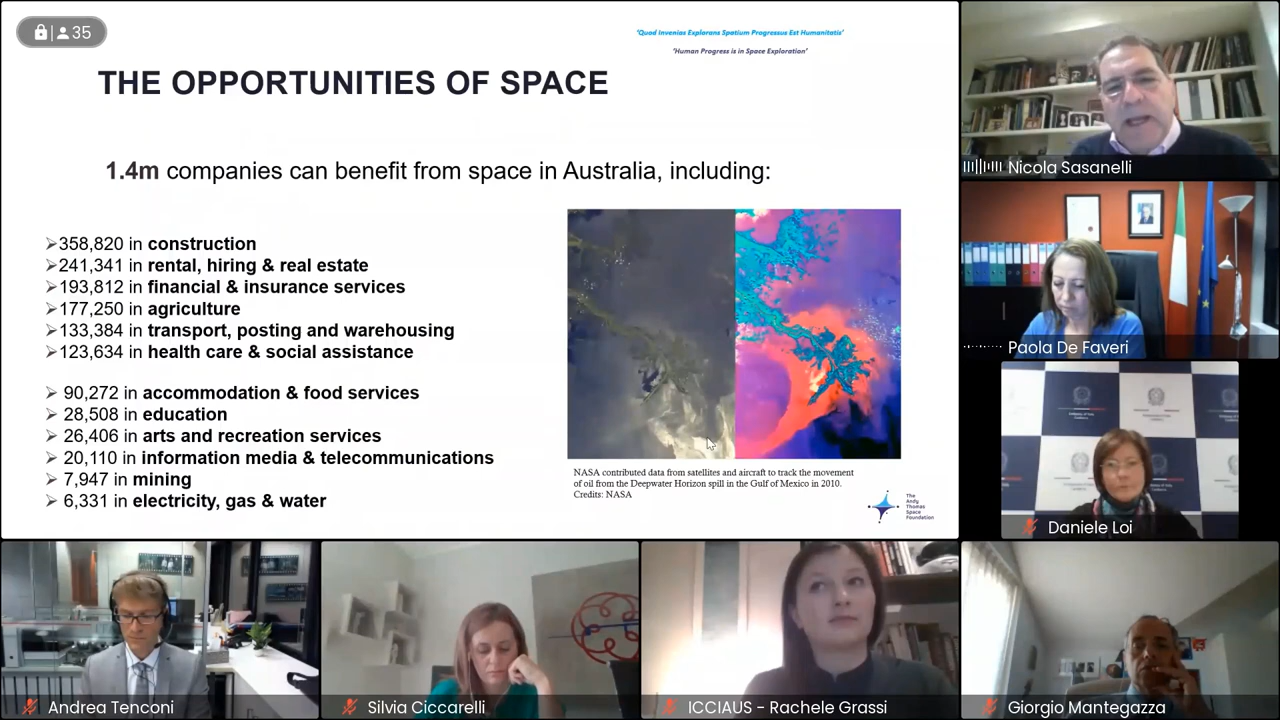 35
"Quod Invenias Explorans Spatium Progressus Est Humanitatis"
"Human Progress is in Space Exploration"
THE OPPORTUNITIES OF SPACE
1.4m companies can benefit from space in Australia, including:
➢358,820 in construction
➢241,341 in rental, hiring & real estate
➢193,812 in financial & insurance services
➢177,250 in agriculture
➢133,384 in transport, posting and warehousing
➢123,634 in health care & social assistance
➢ 90,272 in accommodation & food services
➢ 28,508 in education
➢ 26,406 in arts and recreation services
➢ 20,110 in information media & telecommunications
➢ 7,947 in mining
➢ 6,331 in electricity, gas & water
NASA contributed data from satellites and aircraft to track the movement
of oil from the Deepwater Horizon spill in the Gulf of Mexico in 2010.
Credits: NASA
The
Andy
Thomas
Space
Foundation
Nicola Sasanelli
Paola De Faveri
Daniele Loi
Andrea Tenconi
Silvia Ciccarelli
ICCIAUS - Rachele Grassi
Giorgio Mantegazza